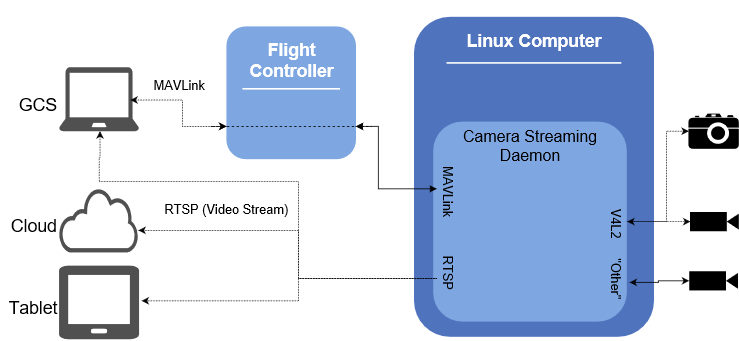 Flight
Controller
Linux Computer
GCS
MAVLink
Camera Streaming
Daemon
MAVLink
V4L2
RTSP (Video Stream)
Cloud
RTSP
"Other"
Tablet